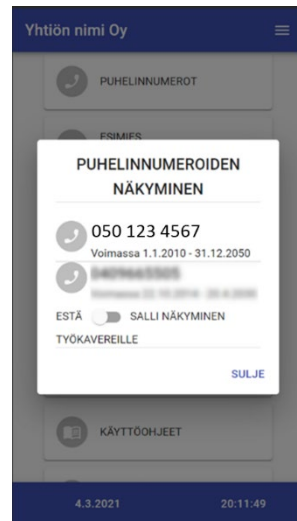 Yhtiön nimi Oy
PUHELINNUMEROT
ESIMIES
PUHELINNUMEROIDEN
NÄKYMINEN
050 123 4567
Voimassa 1.1.2010 - 31.12.2050
ESTÄ SALLI NÄKYMINEN
TYÖKAVEREILLE
SULJE
KÄYTTÖOHJEET
4.3.2021 20:11:49